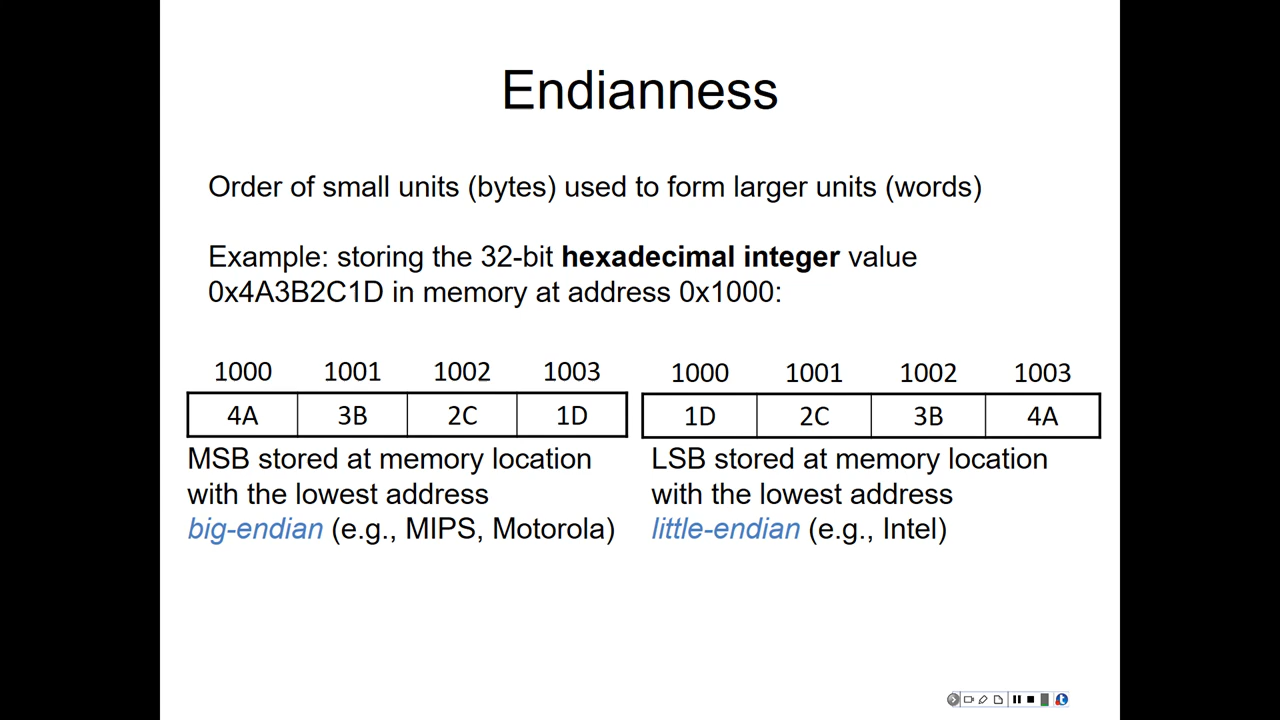 Endianness
Order of small units (bytes) used to form larger units (words)
Example: storing the 32-bit hexadecimal integer value
0x4A3B2C1D in memory at address 0x1000:
1000 1001 1002 1003
4A 3B 2C 1D
MSB stored at memory location
with the lowest address
big-endian (e.g., MIPS, Motorola)
1000 1001 1002 1003
1D 2C 3B 4A
LSB stored at memory location
with the lowest address
little-endian (e.g., Intel)